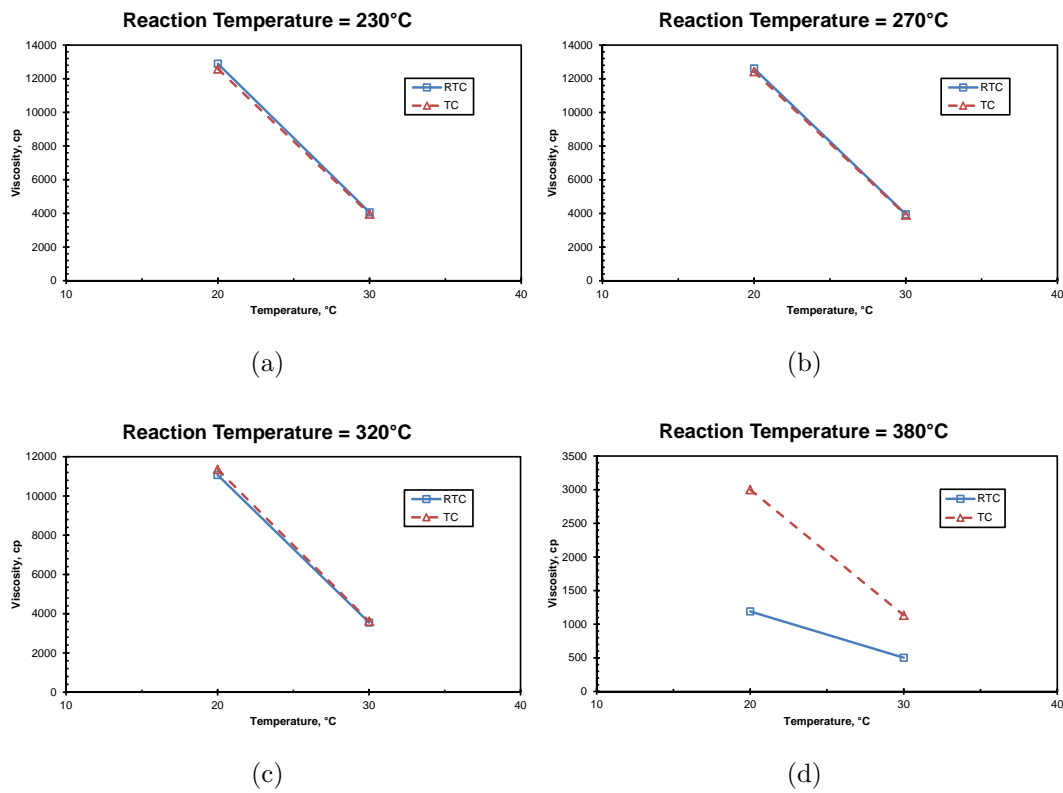 Reaction Temperature = 230°C
14000
12000
10000
8000
6000
4000
2000
0
Viscosity, cp
RTC
TC
10 20 30 40
Temperature, °C
(a)
Reaction Temperature = 270°C
14000
12000
10000
8000
6000
4000
2000
0
Viscosity, cp
RTC
TC
10 20 30 40
Temperature, °C
(b)
Reaction Temperature = 320°C
12000
10000
8000
6000
4000
2000
0
Viscosity, cp
RTC
TC
10 20 30 40
Temperature, °C
(c)
Reaction Temperature = 380°C
3500
3000
2500
2000
1500
1000
500
0
Viscosity, cp
RTC
TC
10 20 30 40
Temperature, °C
(d)